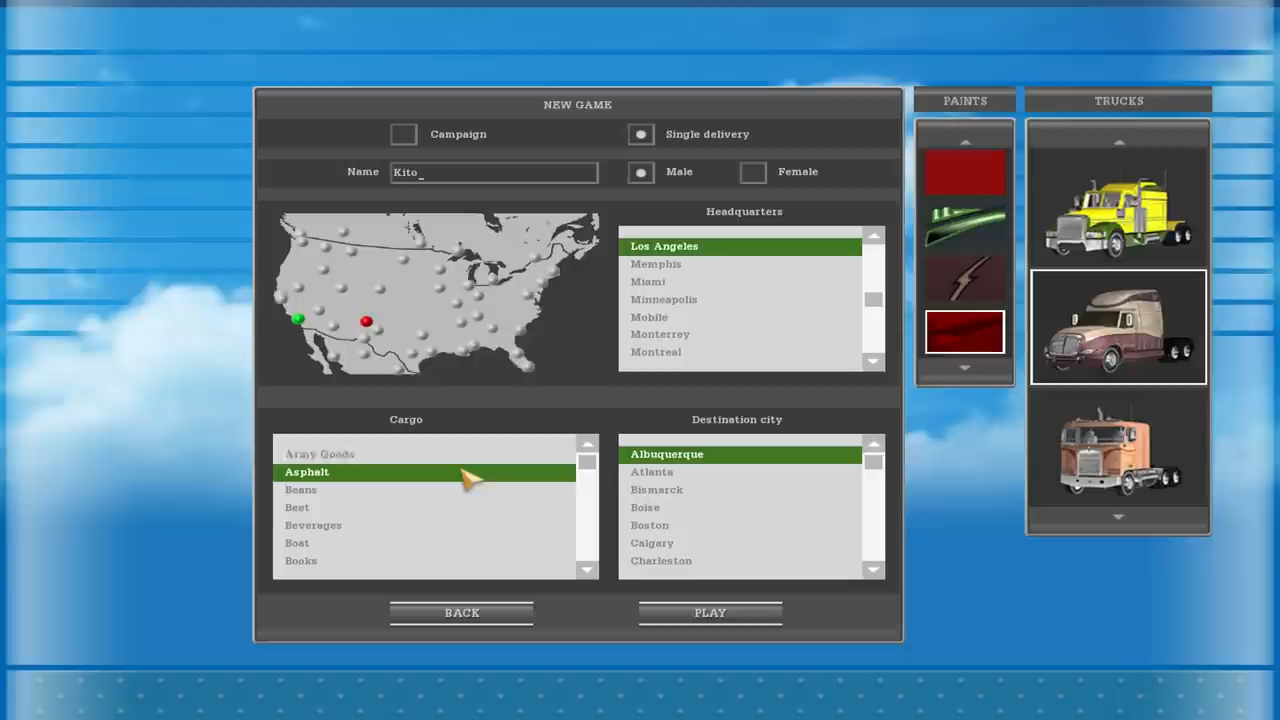 NEW GAME
Campaign
Single delivery
Name
Kito_
Male
Female
Headquarters
Los Angeles
Memphis
Miami
Minneapolis
Mobile
Monterrey
Montreal
Cargo
Army Goods
Asphalt
Beans
Beet
Beverages
Boat
Books
Destination city
Albuquerque
Atlanta
Bismarck
Boise
Boston
Calgary
Charleston
BACK
PLAY
PAINTS
TRUCKS